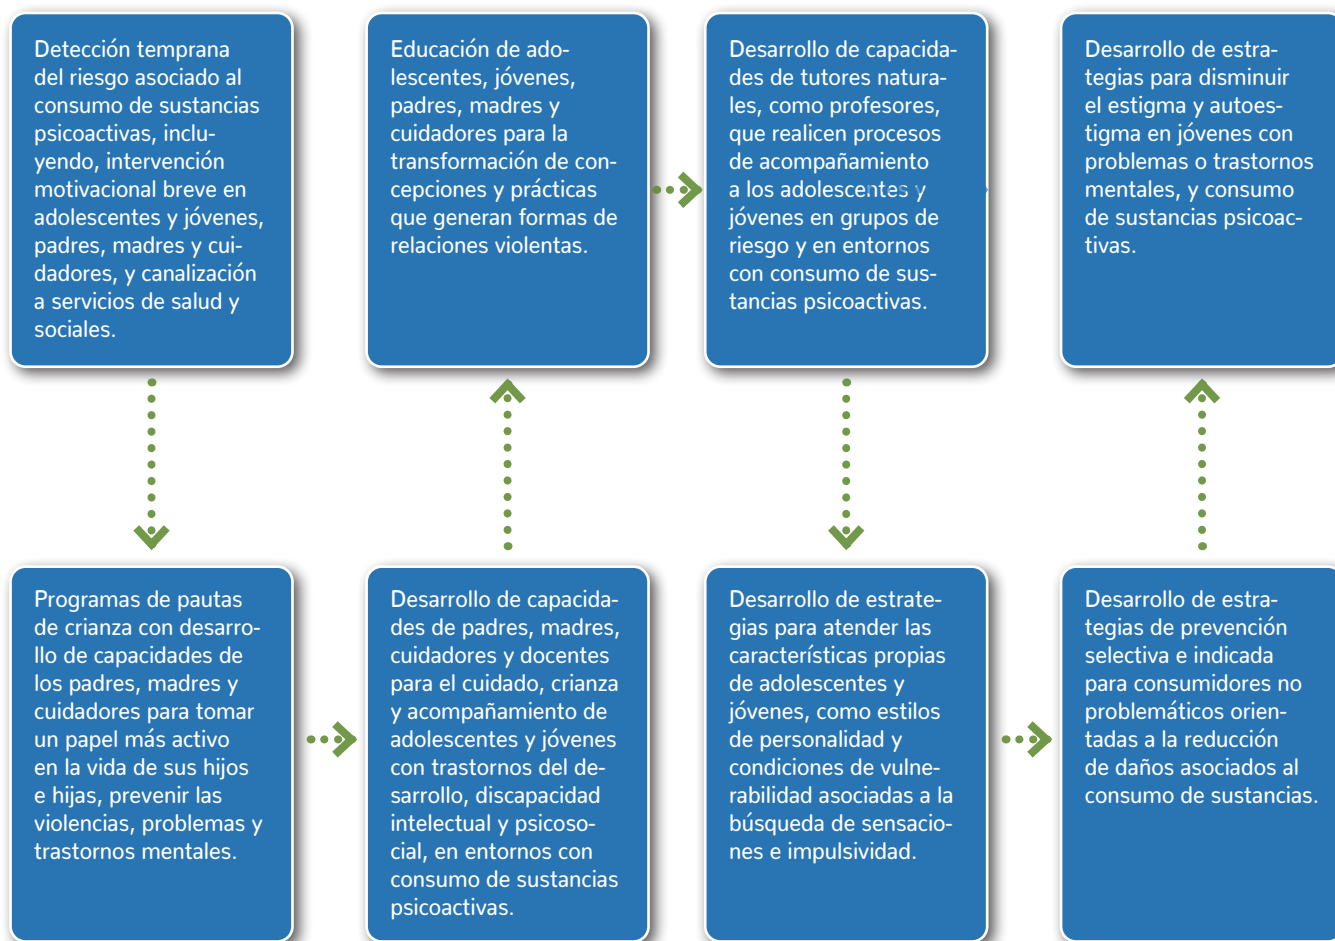 Detección temprana
del riesgo asociado al
consumo de sustancias
psicoactivas, inclu-
yendo, intervención
motivacional breve en
adolescentes y jóvenes,
padres, madres y cui-
dadores, y canalización
a servicios de salud y
sociales.
Programas de pautas
de crianza con desarro-
llo de capacidades de
los padres, madres y
cuidadores para tomar
un papel más activo
en la vida de sus hijos
e hijas, prevenir las
violencias, problemas y
trastornos mentales.
Desarrollo de capacida-
des de padres, madres,
cuidadores y docentes
para el cuidado, crianza
y acompañamiento de
adolescentes y jóvenes
con trastornos del de-
sarrollo, discapacidad
intelectual y psicoso-
cial, en entornos con
consumo de sustancias
psicoactivas.
Educación de ado-
lescentes, jóvenes,
padres, madres y
cuidadores para la
transformación de con-
cepciones y prácticas
que generan formas de
relaciones violentas.
Desarrollo de capacida-
des de tutores natura-
les, como profesores,
que realicen procesos
de acompañamiento
a los adolescentes y
jóvenes en grupos de
riesgo y en entornos
con consumo de sus-
tancias psicoactivas.
Desarrollo de estrate-
gias para atender las
características propias
de adolescentes y
jóvenes, como estilos
de personalidad y
condiciones de vulne-
rabilidad asociadas a la
búsqueda de sensacio-
nes e impulsividad.
Desarrollo de estra-
tegias de prevención
selectiva e indicada
para consumidores no
problemáticos orien-
tadas a la reducción
de daños asociados al
consumo de sustancias.
Desarrollo de estra-
tegias para disminuir
el estigma y autoes-
tigma en jóvenes con
problemas o trastornos
mentales, y consumo
de sustancias psicoac-
tivas.